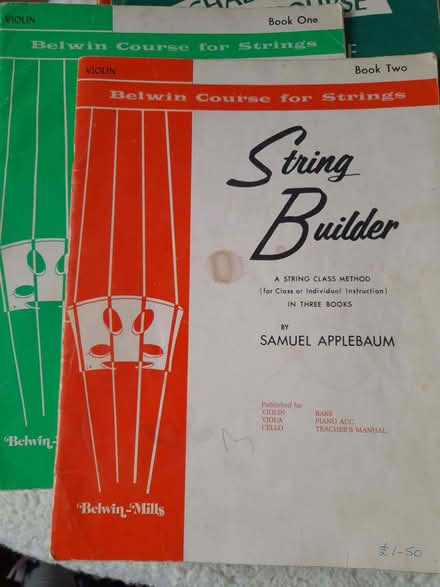 COURSE
VIOLIN
Book One
Belwin Course for Strings
Belwin-Mills
VIOLIN
Book Two
Belwin Course for Strings
String
Builder
A STRING CLASS METHOD
(for Class or Individual Instruction)
IN THREE BOOKS
BY
SAMUEL APPLEBAUM
Published for
VIOLIN BASS
VIOLA PIANO ACC.
CELLO TEACHER'S MANUAL
Belwin-Mills
£1-50